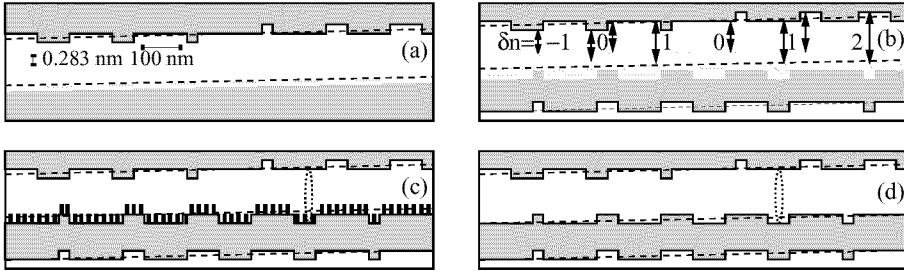 (a)
0.283 nm 100 nm
δn= −1 0 1 0 1 2 (b)
(c)
(d)